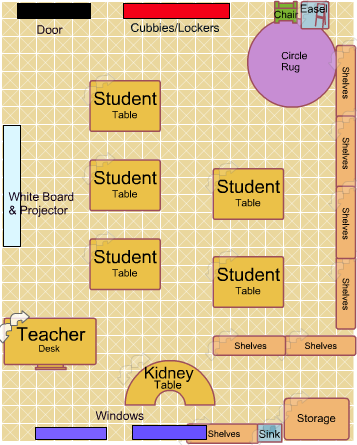 Chair
Easel
Door
Cubbies/Lockers
Circle
Rug
Shelves
Student
Table
Shelves
White Board
& Projector
Student
Table
Student
Table
Shelves
Student
Table
Student
Table
Shelves
Teacher
Desk
Shelves
Shelves
Kidney
Table
Windows
Storage
Shelves
Sink